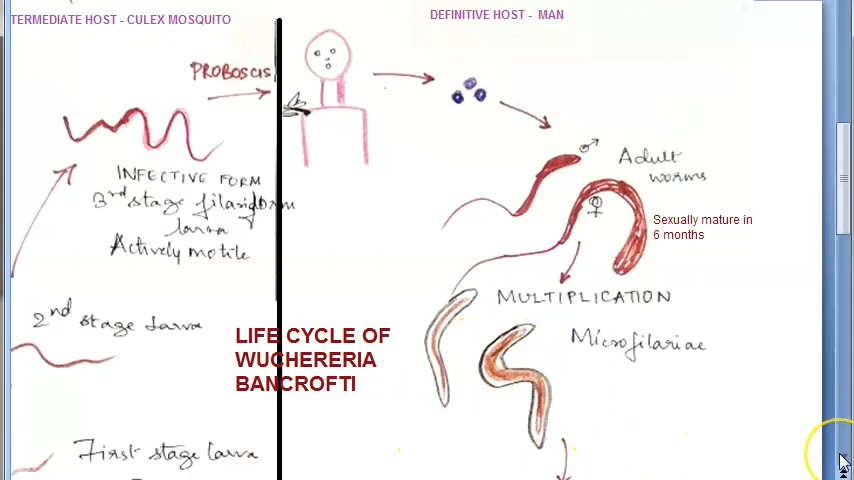 TERMEDIATE HOST - CULEX MOSQUITO
DEFINITIVE HOST - MAN
PROBOSCIS
INFECTIVE FORM
3rd stage filariform
larva
Actively motile
♂
Adult
worms
♀
Sexually mature in
6 months
MULTIPLICATION
Microfilariae
2nd stage larva
LIFE CYCLE OF
WUCHERERIA
BANCROFTI
First stage larva